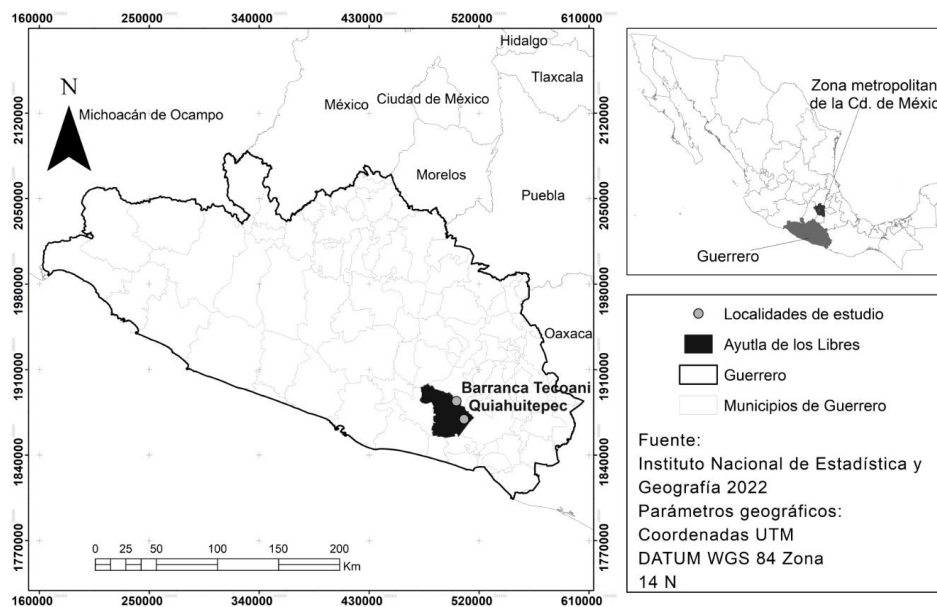 160000 250000 340000 430000 520000 610000
Hidalgo
Tlaxcala
N
Michoacán de Ocampo
México
Ciudad de México
Morelos
Puebla
Oaxaca
Barranca Tecoani
Quiahuitepec
2120000
2050000
1980000
1910000
1840000
1770000
2120000
2050000
1980000
1910000
1840000
1770000
0 25 50 100 150 200
Km
160000 250000 340000 430000 520000 610000
Zona metropolitan
de la Cd. de Méxic
Guerrero
Localidades de estudio
Ayutla de los Libres
Guerrero
Municipios de Guerrero
Fuente:
Instituto Nacional de Estadística y
Geografía 2022
Parámetros geográficos:
Coordenadas UTM
DATUM WGS 84 Zona
14 N